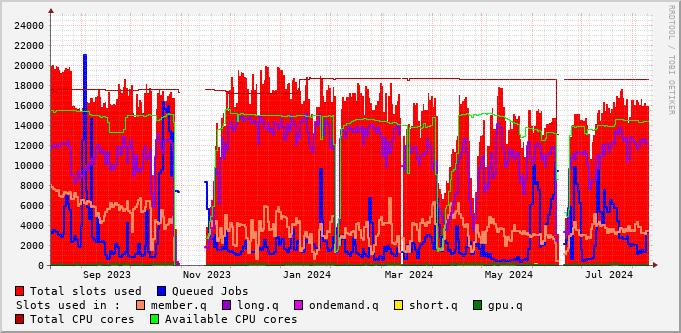 RRDTOOL / TOBI OETIKER
24000
22000
20000
18000
16000
14000
12000
10000
8000
6000
4000
2000
0
Sep 2023 Nov 2023 Jan 2024 Mar 2024 May 2024 Jul 2024
Total slots used Queued Jobs
Slots used in : member.q long.q ondemand.q short.q gpu.q
Total CPU cores Available CPU cores